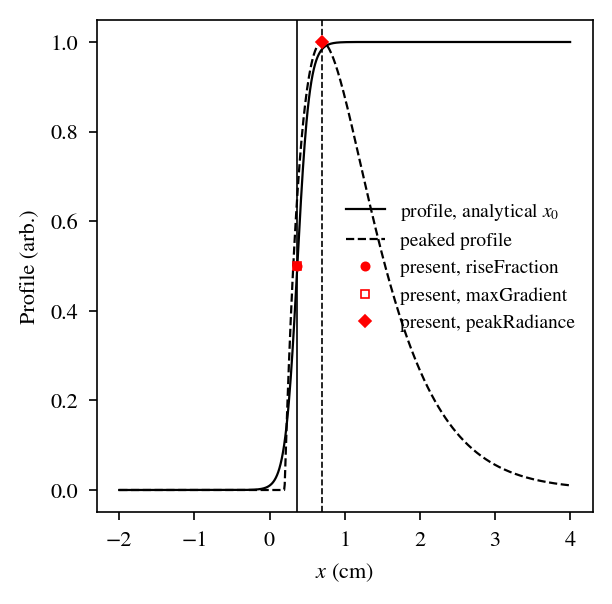 1.0
0.8
0.6
0.4
0.2
0.0
Profile (arb.)
profile, analytical x₀
peaked profile
present, riseFraction
present, maxGradient
present, peakRadiance
−2 −1 0 1 2 3 4
x (cm)